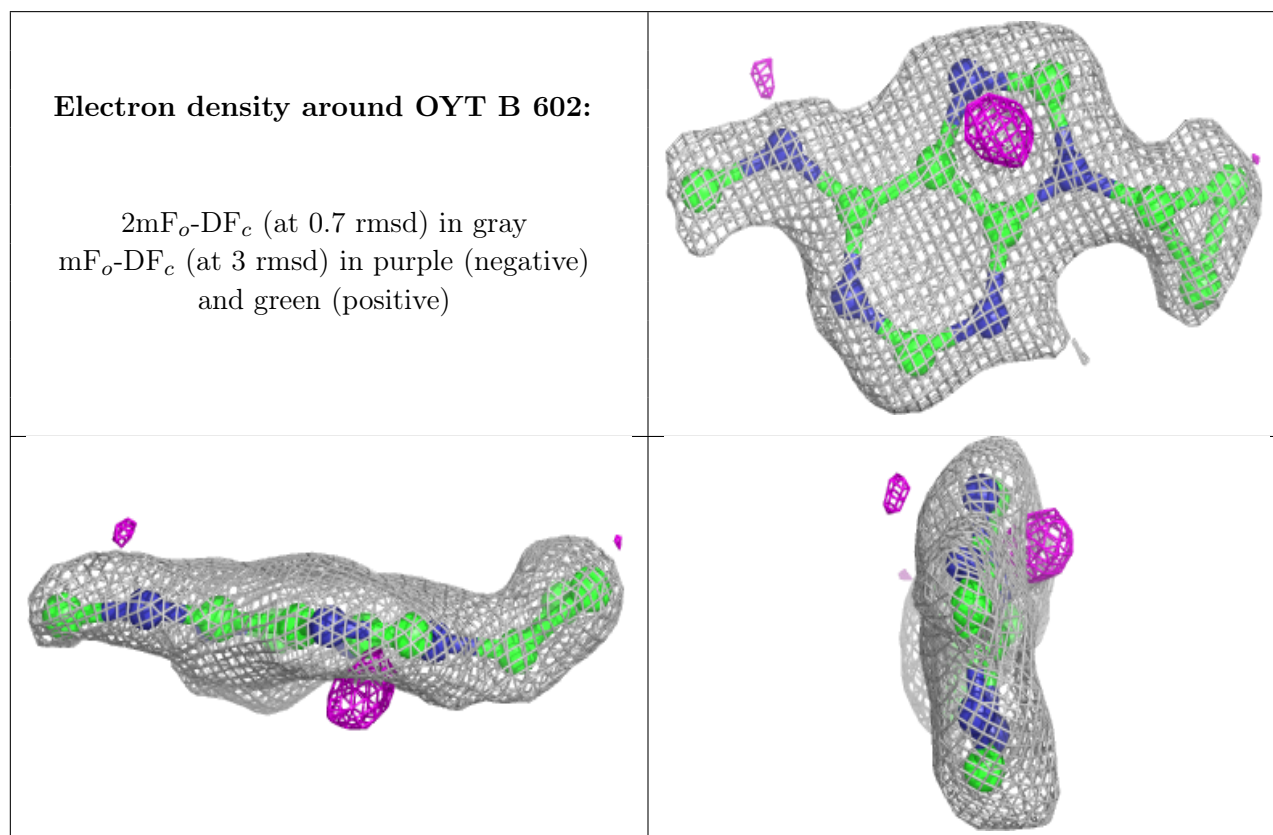 Electron density around OYT B 602:
2mFo-DFc (at 0.7 rmsd) in gray
mFo-DFc (at 3 rmsd) in purple (negative)
and green (positive)